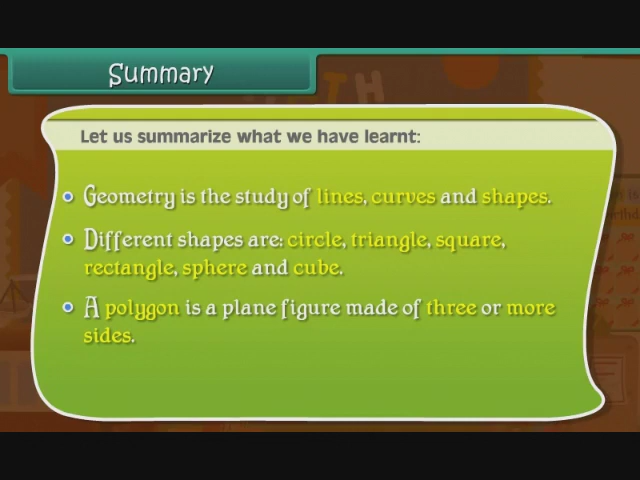 Summary
Let us summarize what we have learnt:
Geometry is the study of lines, curves and shapes.
Different shapes are: circle, triangle, square,
rectangle, sphere and cube.
A polygon is a plane figure made of three or more
sides.